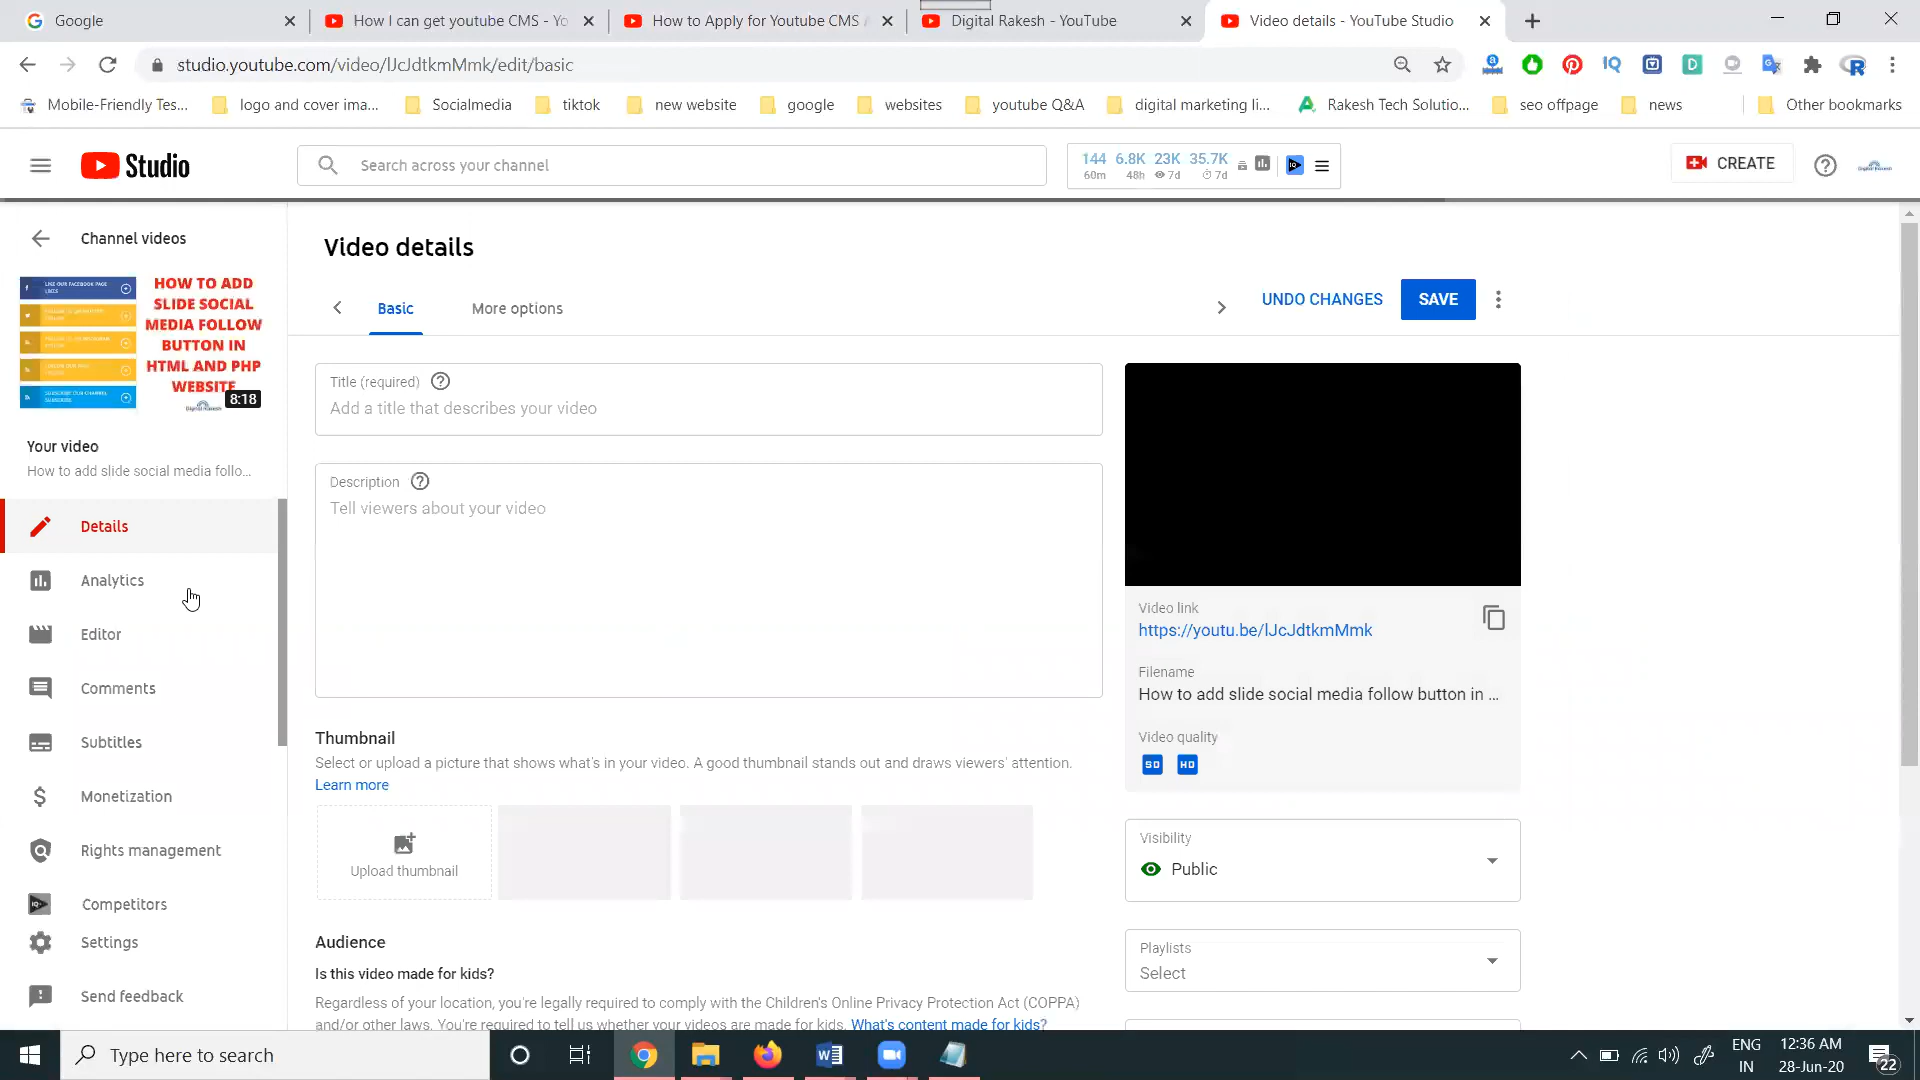 Google
How I can get youtube CMS - Yo
How to Apply for Youtube CMS A
Digital Rakesh - YouTube
Video details - YouTube Studio
studio.youtube.com/video/lJcJdtkmMmk/edit/basic
Mobile-Friendly Tes...
logo and cover ima...
Socialmedia
tiktok
new website
google
websites
youtube Q&A
digital marketing li...
Rakesh Tech Solutio...
seo offpage
news
Other bookmarks
Studio
Search across your channel
144 6.8K 23K 35.7K
60m 48h 7d 7d
CREATE
Channel videos
Video details
HOW TO ADD
SLIDE SOCIAL
MEDIA FOLLOW
BUTTON IN
HTML AND PHP
WEBSITE
8:18
Basic
More options
UNDO CHANGES
SAVE
Your video
How to add slide social media follo...
Details
Analytics
Editor
Comments
Subtitles
Monetization
Rights management
Competitors
Settings
Send feedback
Title (required)
Add a title that describes your video
Description
Tell viewers about your video
Thumbnail
Select or upload a picture that shows what's in your video. A good thumbnail stands out and draws viewers' attention.
Learn more
Upload thumbnail
Audience
Is this video made for kids?
Regardless of your location, you're legally required to comply with the Children's Online Privacy Protection Act (COPPA)
and/or other laws. You're required to tell us whether your videos are made for kids. What's content made for kids?
Video link
https://youtu.be/lJcJdtkmMmk
Filename
How to add slide social media follow button in ...
Video quality
SD HD
Visibility
Public
Playlists
Select
Type here to search
ENG
IN
12:36 AM
28-Jun-20
22